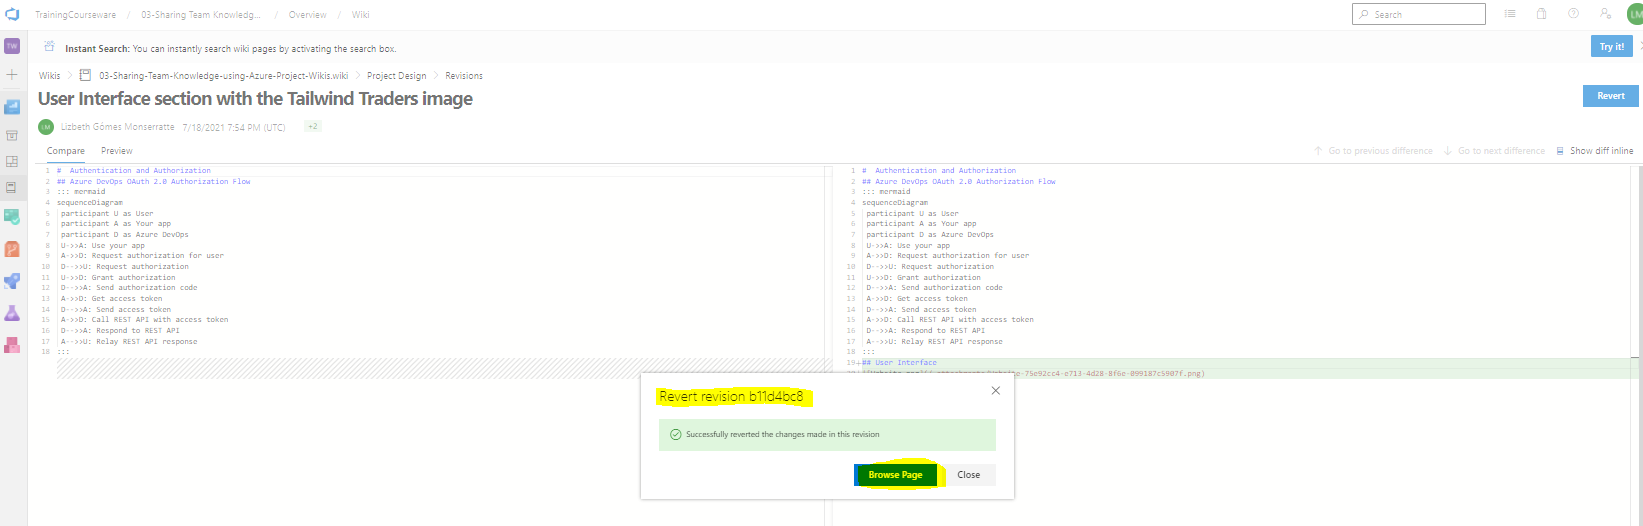 TrainingCourseware / 03-Sharing Team Knowledg... / Overview / Wiki
Search
LM
TW
Instant Search: You can instantly search wiki pages by activating the search box.
Try it!
Wikis > 03-Sharing-Team-Knowledge-using-Azure-Project-Wikis.wiki > Project Design > Revisions
User Interface section with the Tailwind Traders image
Revert
LM Lizbeth Gómes Monserratte 7/18/2021 7:54 PM (UTC) +2
Compare Preview
Go to previous difference Go to next difference Show diff inline
1 # Authentication and Authorization
2 ## Azure DevOps OAuth 2.0 Authorization Flow
3 ::: mermaid
4 sequenceDiagram
5 participant U as User
6 participant A as Your app
7 participant D as Azure DevOps
8 U->>A: Use your app
9 A->>D: Request authorization for user
10 D-->>U: Request authorization
11 U->>D: Grant authorization
12 D-->>A: Send authorization code
13 A->>D: Get access token
14 D-->>A: Send access token
15 A->>D: Call REST API with access token
16 D-->>A: Respond to REST API
17 A-->>U: Relay REST API response
18 :::
1 # Authentication and Authorization
2 ## Azure DevOps OAuth 2.0 Authorization Flow
3 ::: mermaid
4 sequenceDiagram
5 participant U as User
6 participant A as Your app
7 participant D as Azure DevOps
8 U->>A: Use your app
9 A->>D: Request authorization for user
10 D-->>U: Request authorization
11 U->>D: Grant authorization
12 D-->>A: Send authorization code
13 A->>D: Get access token
14 D-->>A: Send access token
15 A->>D: Call REST API with access token
16 D-->>A: Respond to REST API
17 A-->>U: Relay REST API response
18 :::
19+ ## User Interface
-75e92cc4-e713-4d28-8f6e-099187c5907f.png)
Revert revision b11d4bc8
Successfully reverted the changes made in this revision
Browse Page
Close